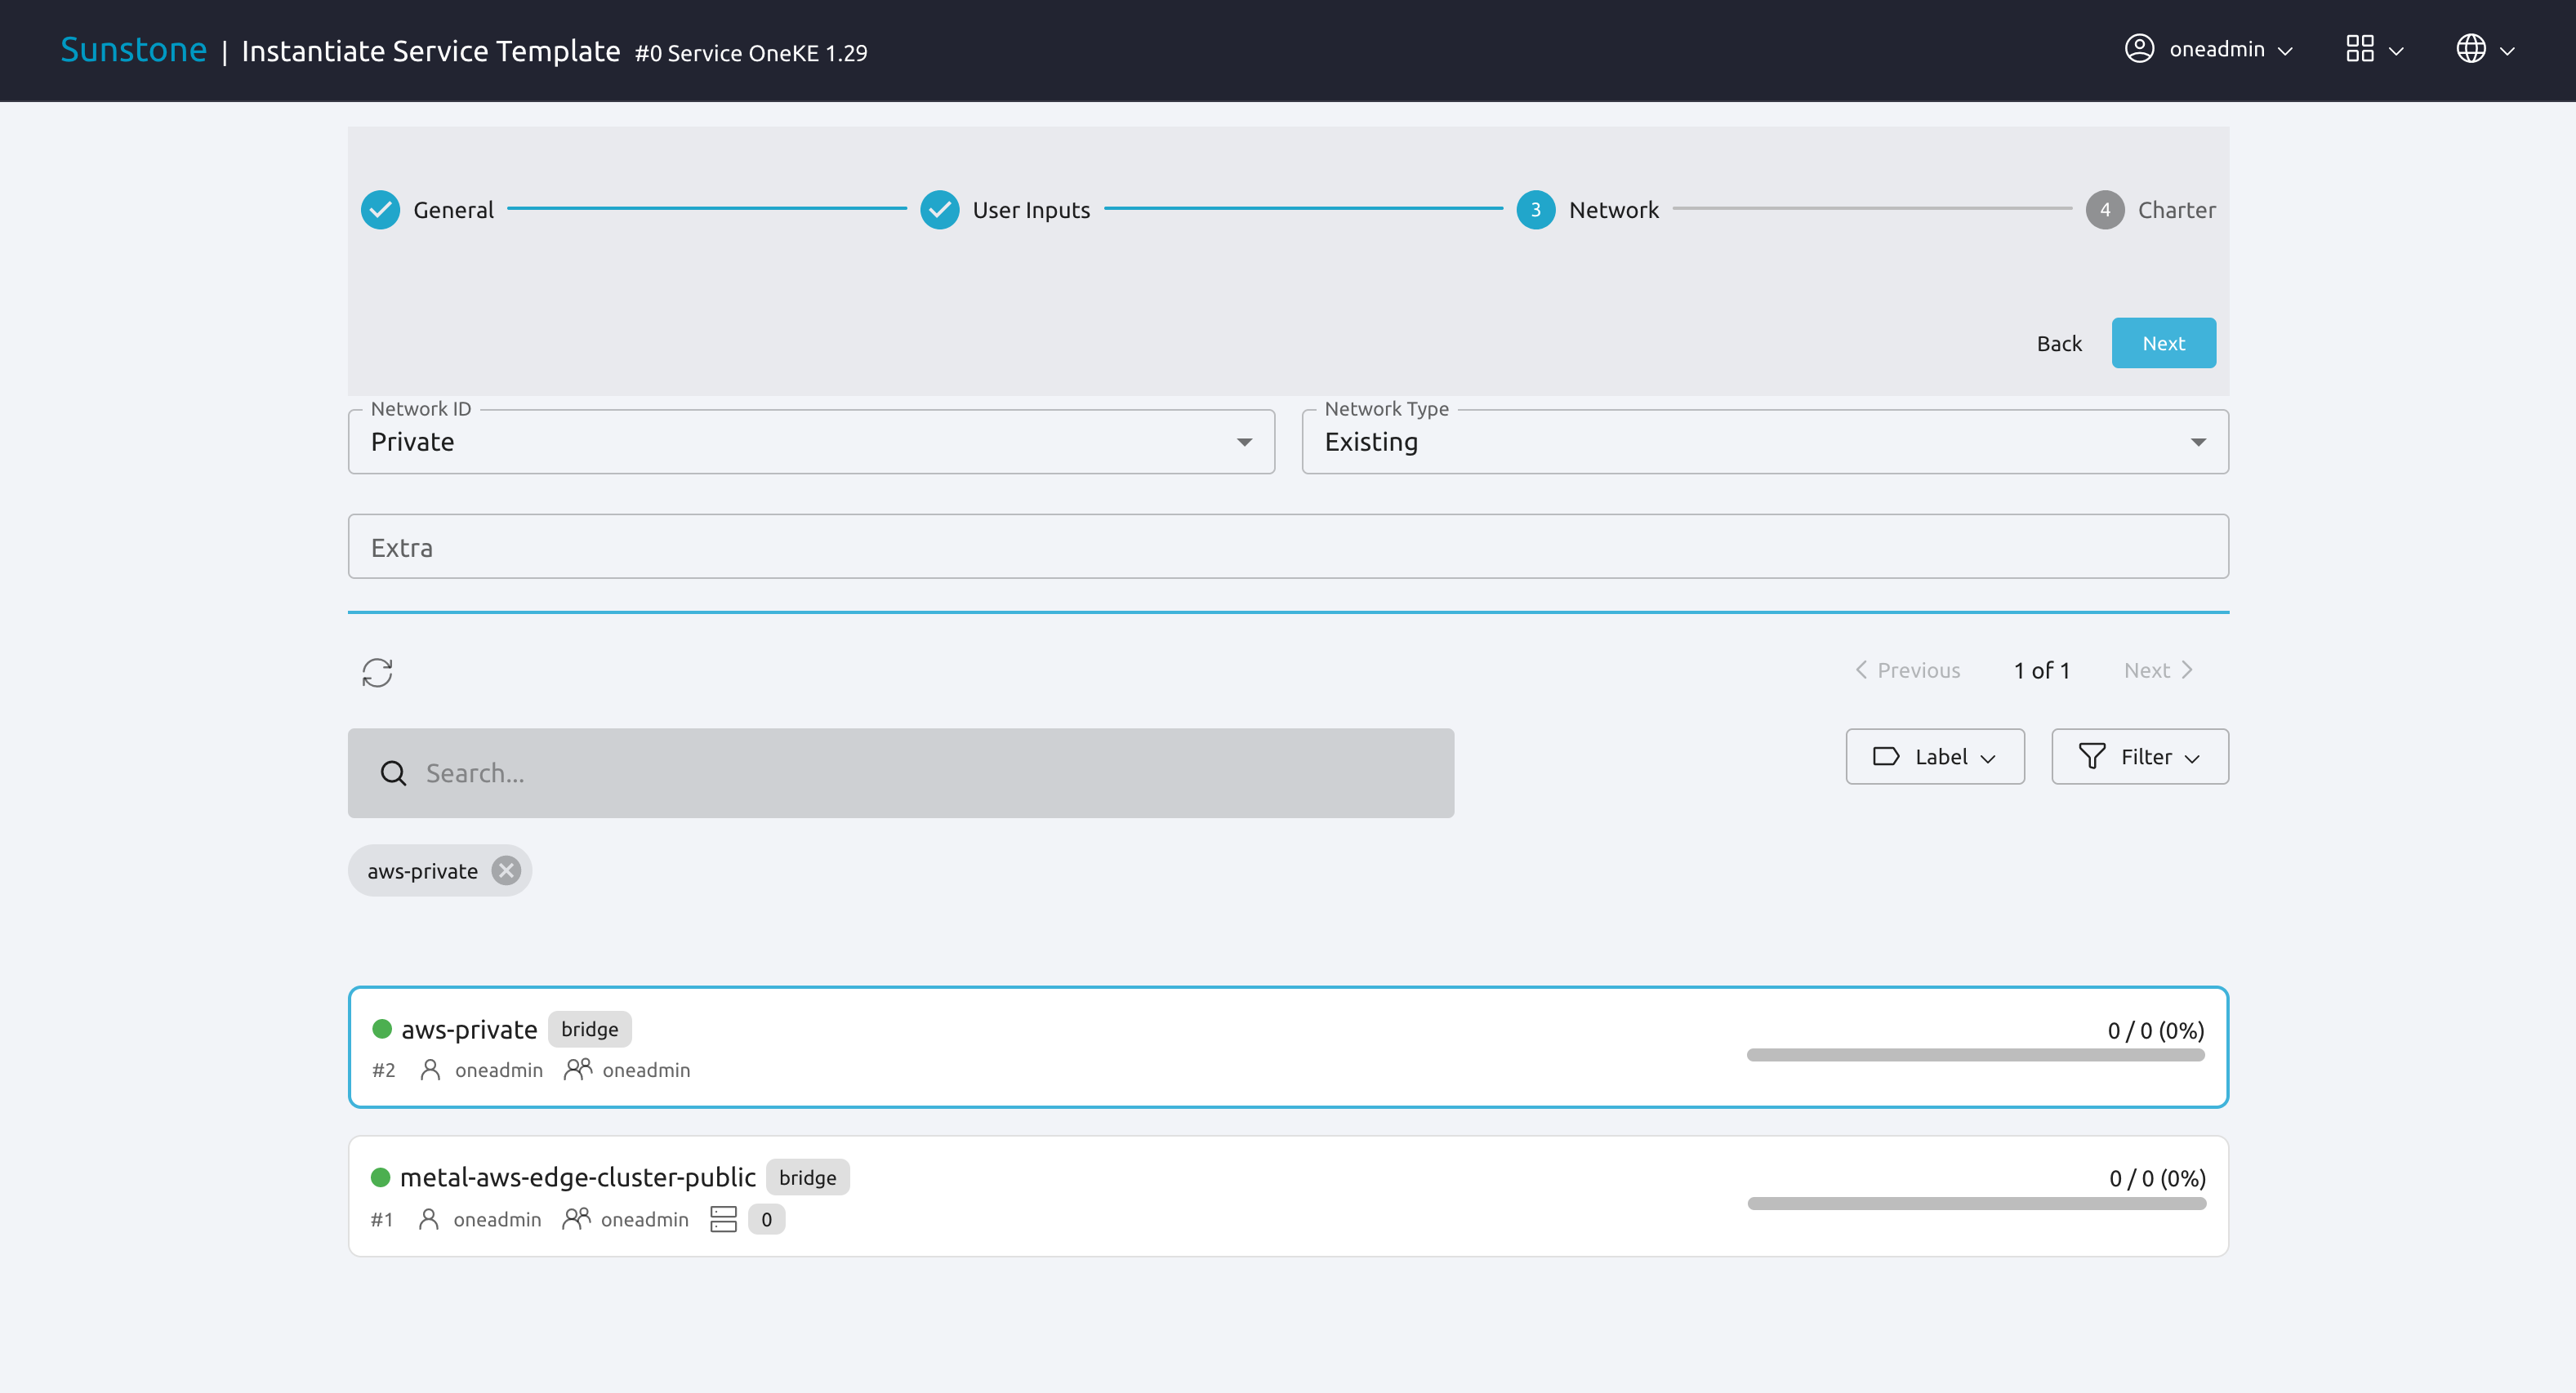 Sunstone | Instantiate Service Template #0 Service OneKE 1.29
oneadmin
General
User Inputs
3 Network
4 Charter
Back
Next
Network ID
Private
Network Type
Existing
Extra
Previous
1 of 1
Next
Search...
Label
Filter
aws-private
aws-private bridge
0 / 0 (0%)
#2 oneadmin oneadmin
metal-aws-edge-cluster-public bridge
0 / 0 (0%)
#1 oneadmin oneadmin 0